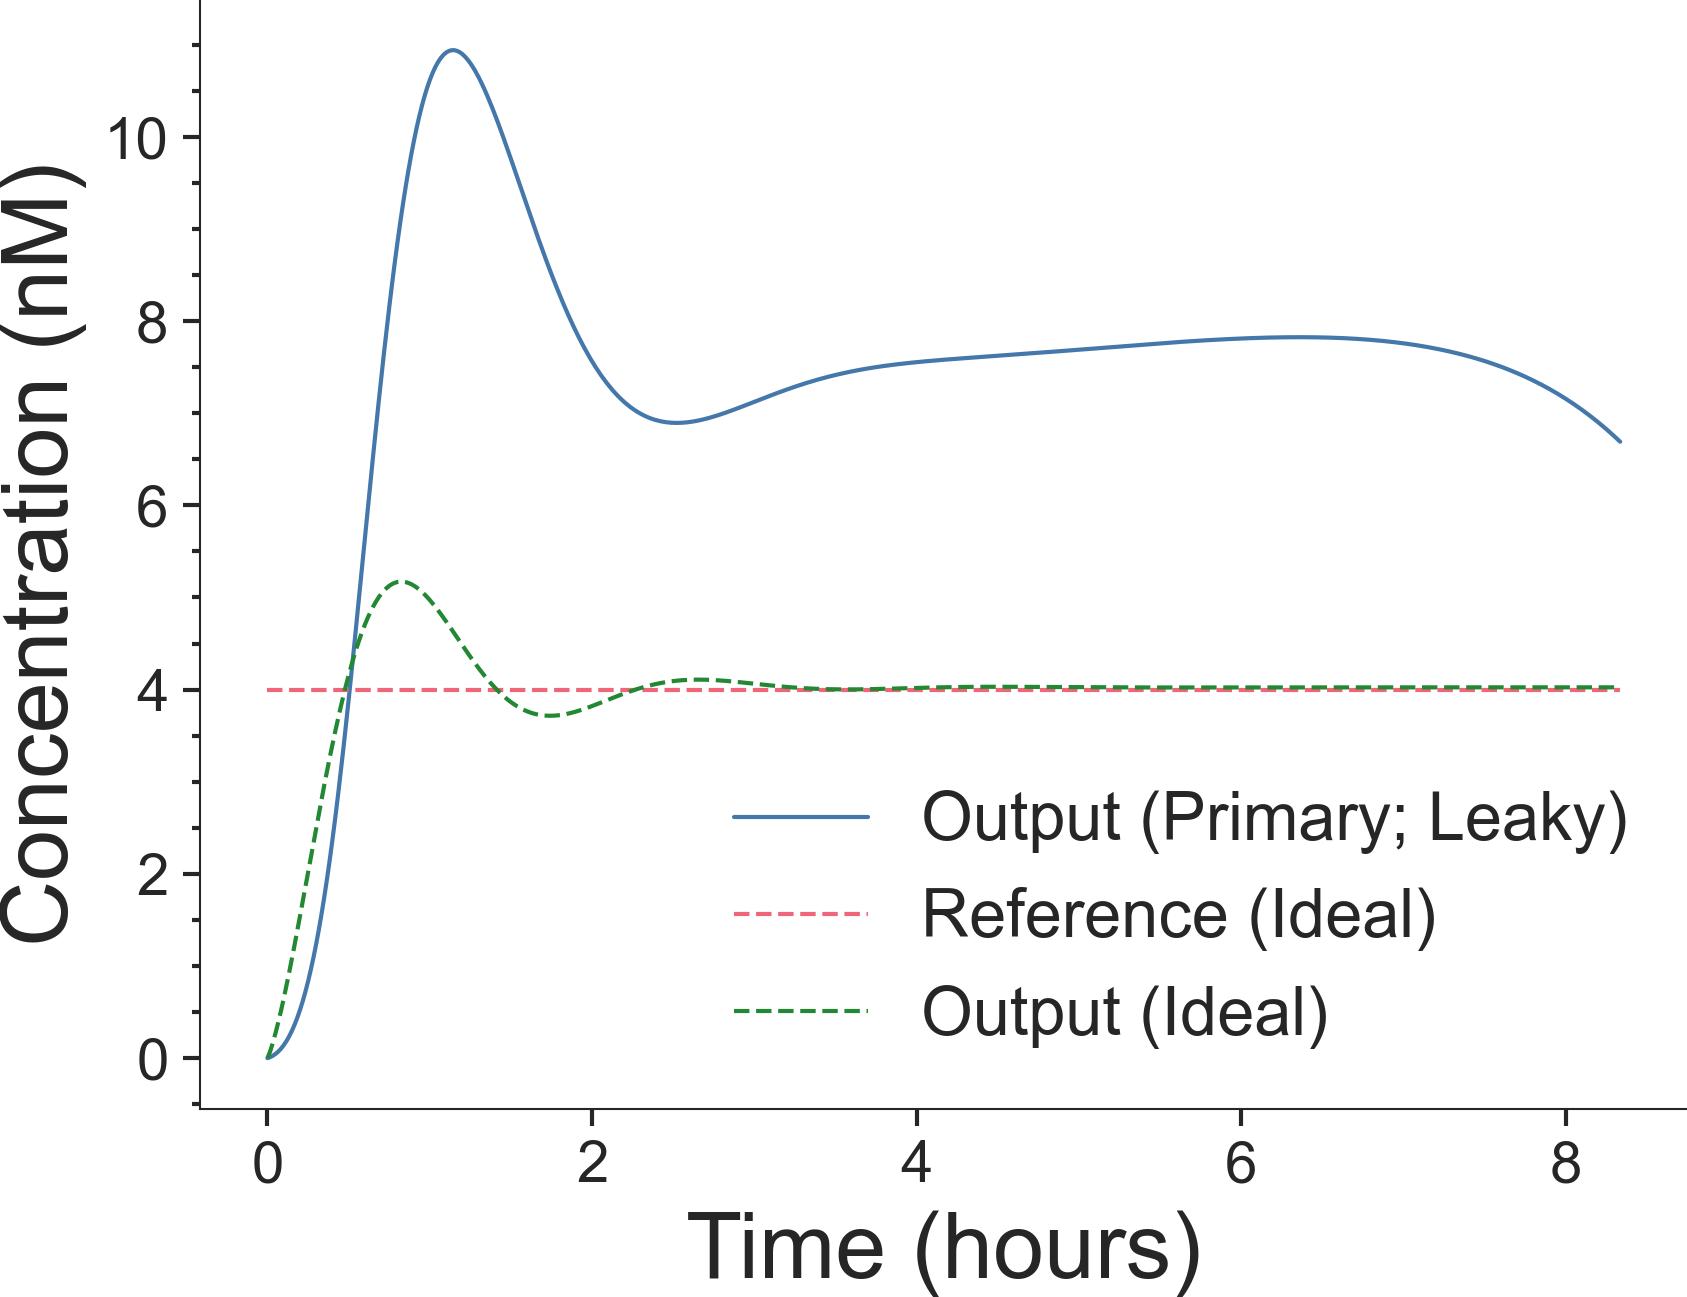 Concentration (nM)
10
8
6
4
2
0
0 2 4 6 8
Time (hours)
Output (Primary; Leaky)
Reference (Ideal)
Output (Ideal)